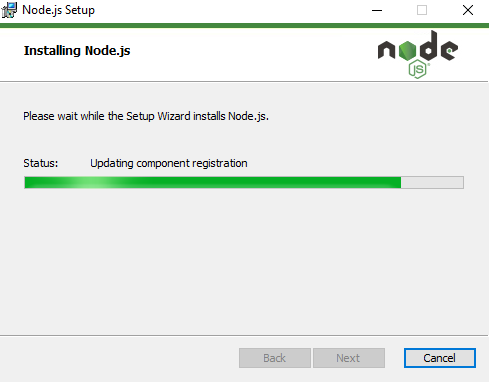 Node.js Setup
Installing Node.js
node
JS
Please wait while the Setup Wizard installs Node.js.
Status: Updating component registration
Back Next Cancel